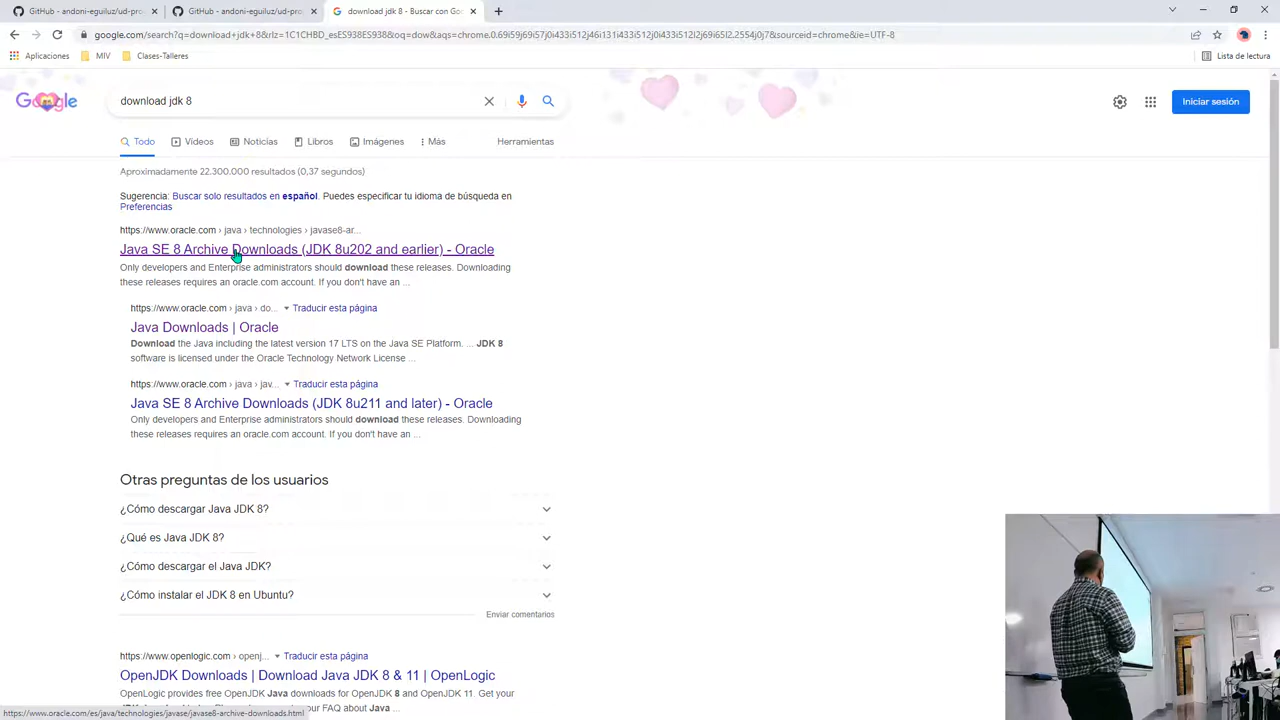 GitHub - andoni-eguiluz/ud-pro
GitHub - andoni-eguiluz/ud-prog
download jdk 8 - Buscar con Goo
google.com/search?q=download+jdk+8&rlz=1C1CHBD_esES938ES938&oq=dow&aqs=chrome.0.69i59j69i57j0i433i512j46i131i433i512j0i131i433i512l2j69i65l2.2554j0j7&sourceid=chrome&ie=UTF-8
Aplicaciones
MIV
Clases-Talleres
Lista de lectura
Google
download jdk 8
Iniciar sesión
Todo
Vídeos
Noticias
Libros
Imágenes
Más
Herramientas
Aproximadamente 22.300.000 resultados (0,37 segundos)
Sugerencia: Buscar solo resultados en español. Puedes especificar tu idioma de búsqueda en
Preferencias
https://www.oracle.com › java › technologies › javase8-ar...
Java SE 8 Archive Downloads (JDK 8u202 and earlier) - Oracle
Only developers and Enterprise administrators should download these releases. Downloading
these releases requires an oracle.com account. If you don't have an ...
https://www.oracle.com › java › do... Traducir esta página
Java Downloads | Oracle
Download the Java including the latest version 17 LTS on the Java SE Platform. ... JDK 8
software is licensed under the Oracle Technology Network License ...
https://www.oracle.com › java › jav... Traducir esta página
Java SE 8 Archive Downloads (JDK 8u211 and later) - Oracle
Only developers and Enterprise administrators should download these releases. Downloading
these releases requires an oracle.com account. If you don't have an ...
Otras preguntas de los usuarios
¿Cómo descargar Java JDK 8?
¿Qué es Java JDK 8?
¿Cómo descargar el Java JDK?
¿Cómo instalar el JDK 8 en Ubuntu?
Enviar comentarios
https://www.openlogic.com › openj... Traducir esta página
OpenJDK Downloads | Download Java JDK 8 & 11 | OpenLogic
OpenLogic provides free OpenJDK Java downloads for OpenJDK 8 and OpenJDK 11. Get your
our FAQ about Java ...
https://www.oracle.com/es/java/technologies/javase/javase8-archive-downloads.html